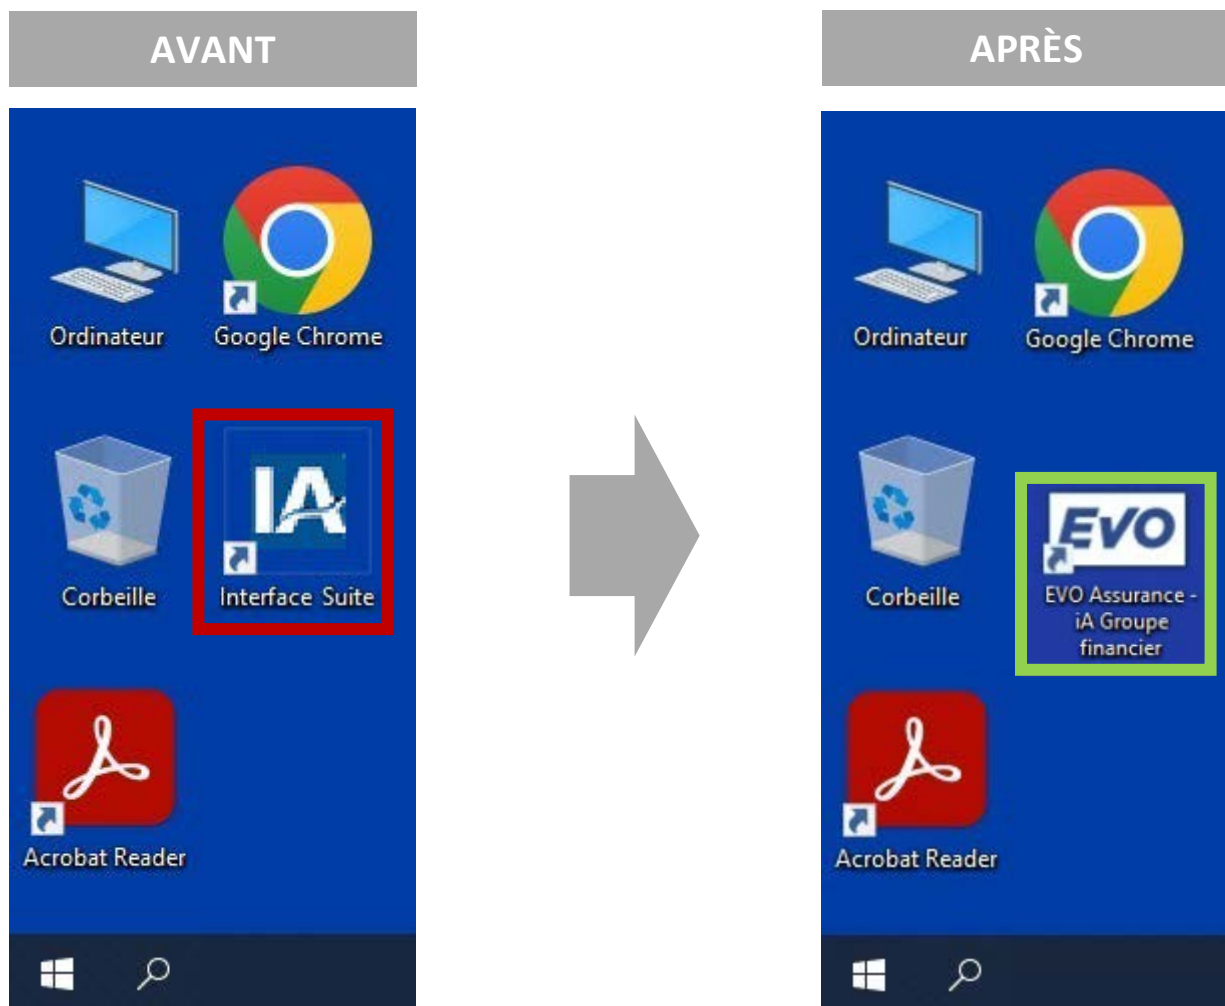 AVANT
APRÈS
Ordinateur
Google Chrome
IA
Corbeille
Interface Suite
Acrobat Reader
Ordinateur
Google Chrome
EVO
Corbeille
EVO Assurance -
iA Groupe
financier
Acrobat Reader